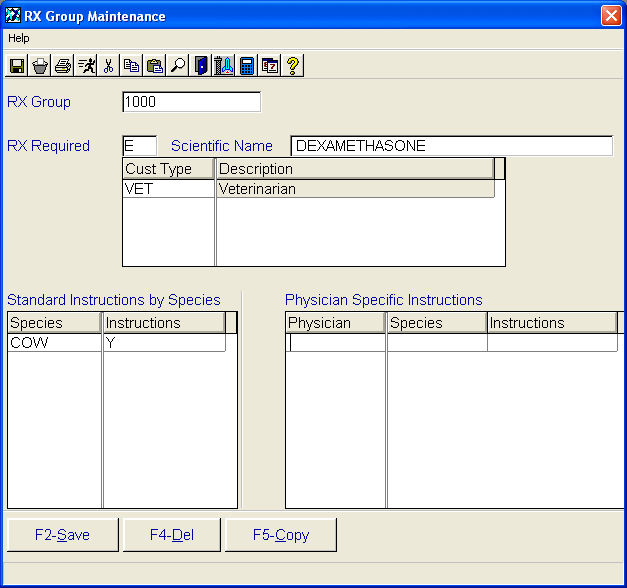 RX Group Maintenance
Help
RX Group 1000
RX Required E Scientific Name DEXAMETHASONE
Cust Type Description
VET Veterinarian
Standard Instructions by Species Physician Specific Instructions
Species Instructions Physician Species Instructions
COW Y
F2-Save F4-Del F5-Copy